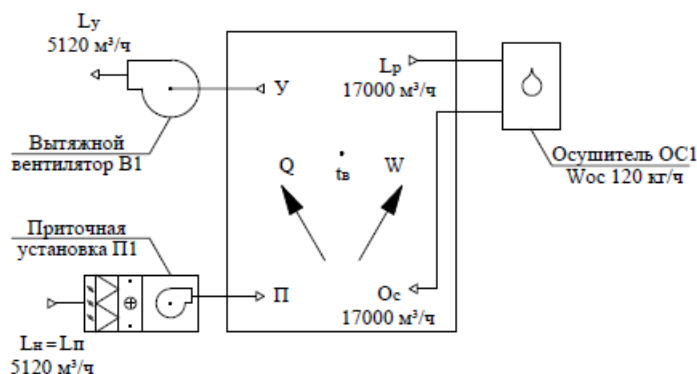 Lу
5120 м³/ч
У
Вытяжной
вентилятор В1
Lр
17000 м³/ч
Осушитель ОС1
Wос 120 кг/ч
Q
tв
W
Приточная
установка П1
П
Ос
17000 м³/ч
Lн=Lп
5120 м³/ч